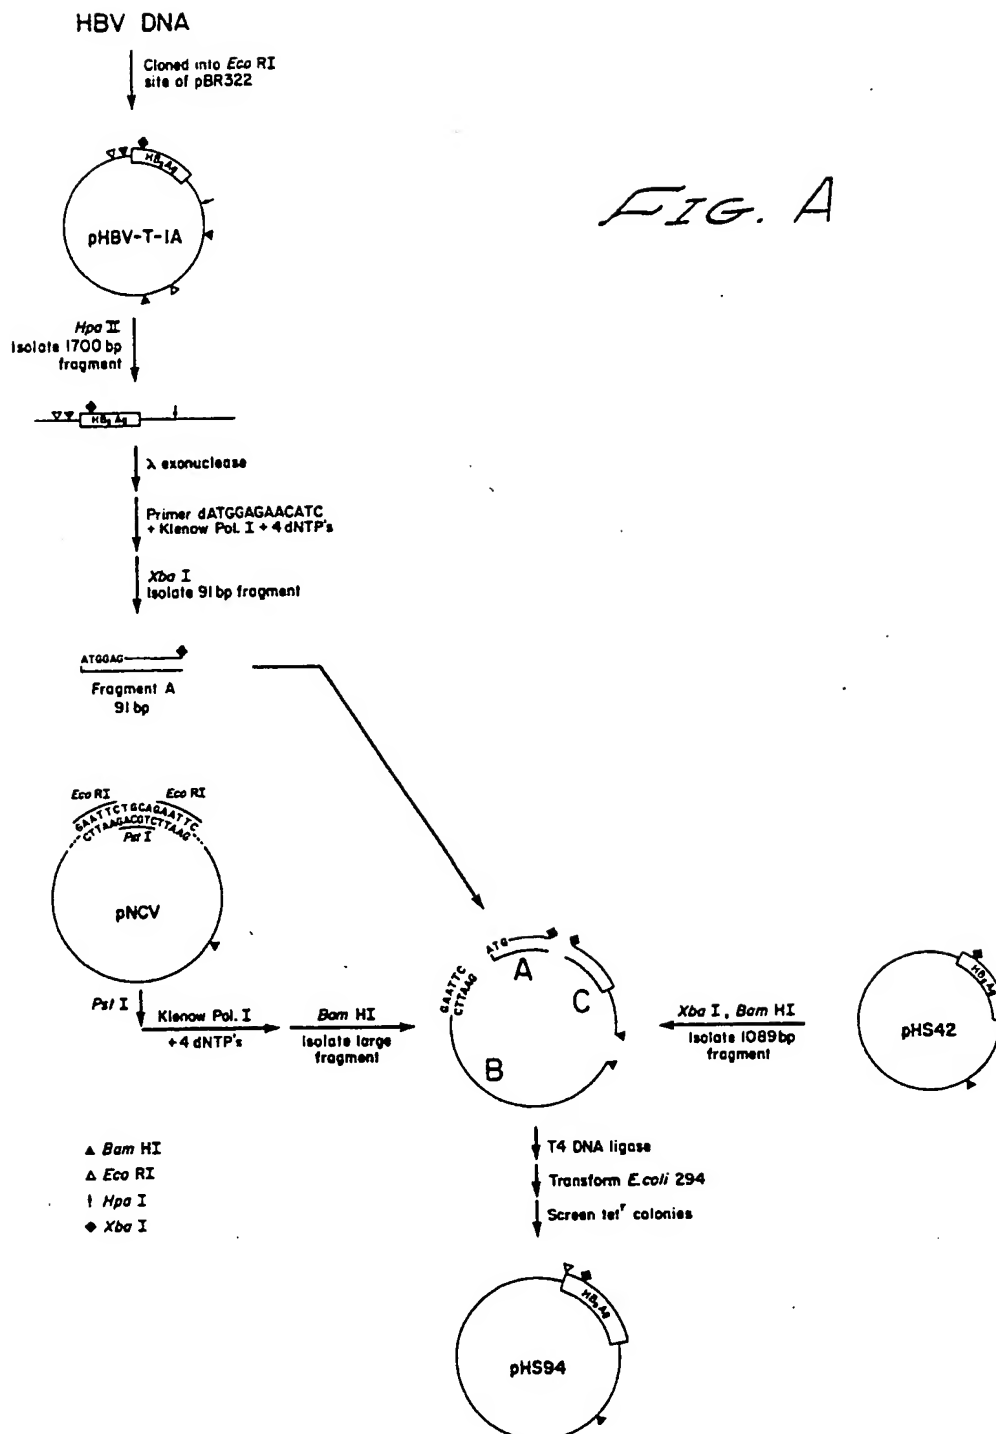 HBV DNA
Cloned into Eco RI
site of pBR322
HBsAg
pHBV-T-1A
FIG. A
Hpa II
Isolate 1700 bp
fragment
HBsAg
λ exonuclease
Primer dATGGAGAACATC
+ Klenow Pol. I + 4 dNTP's
Xba I
Isolate 91 bp fragment
ATGGAG
Fragment A
91 bp
Eco RI Eco RI
GAATTCTGCAGAATTC
CTTAAGACGTCTTAAG
Pst I
pNCV
Pst I
Klenow Pol. I
+4 dNTP's
Bam HI
Isolate large
fragment
GAATTC
CTTAAG
ATG
A
B
C
Xba I, Bam HI
Isolate 1089 bp
fragment
HBsAg
pHS42
▲ Bam HI
△ Eco RI
Hpa I
◆ Xba I
T4 DNA ligase
Transform E.coli 294
Screen tetʳ colonies
HBsAg
pHS94